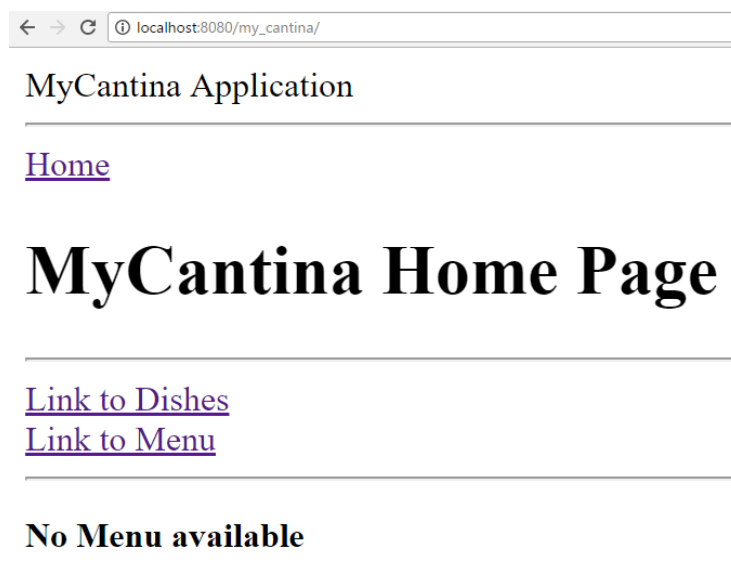 localhost:8080/my_cantina/
MyCantina Application
Home
MyCantina Home Page
Link to Dishes
Link to Menu
No Menu available